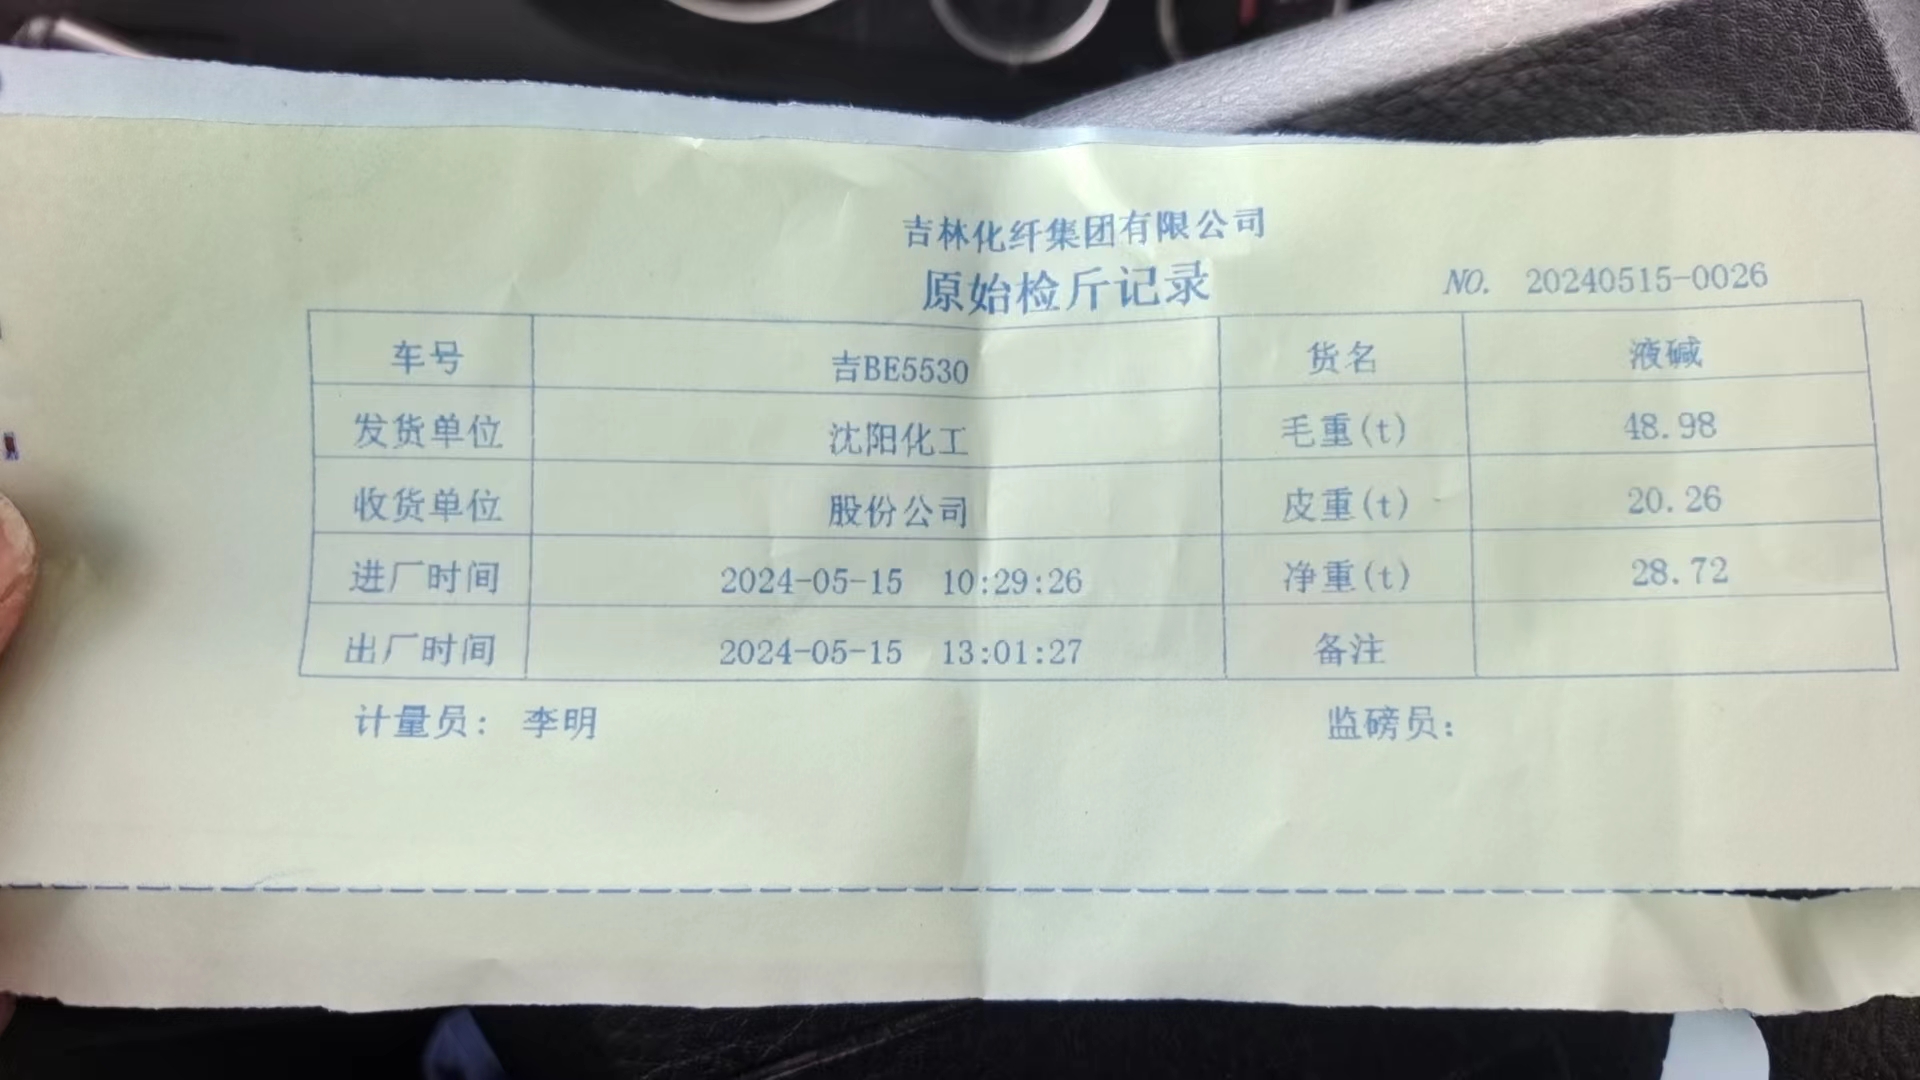 吉林化纤集团有限公司
原始检斤记录
NO. 20240515-0026
车号 吉BE5530 货名 液碱
发货单位 沈阳化工 毛重(t) 48.98
收货单位 股份公司 皮重(t) 20.26
进厂时间 2024-05-15 10:29:26 净重(t) 28.72
出厂时间 2024-05-15 13:01:27 备注
计量员: 李明 监磅员: